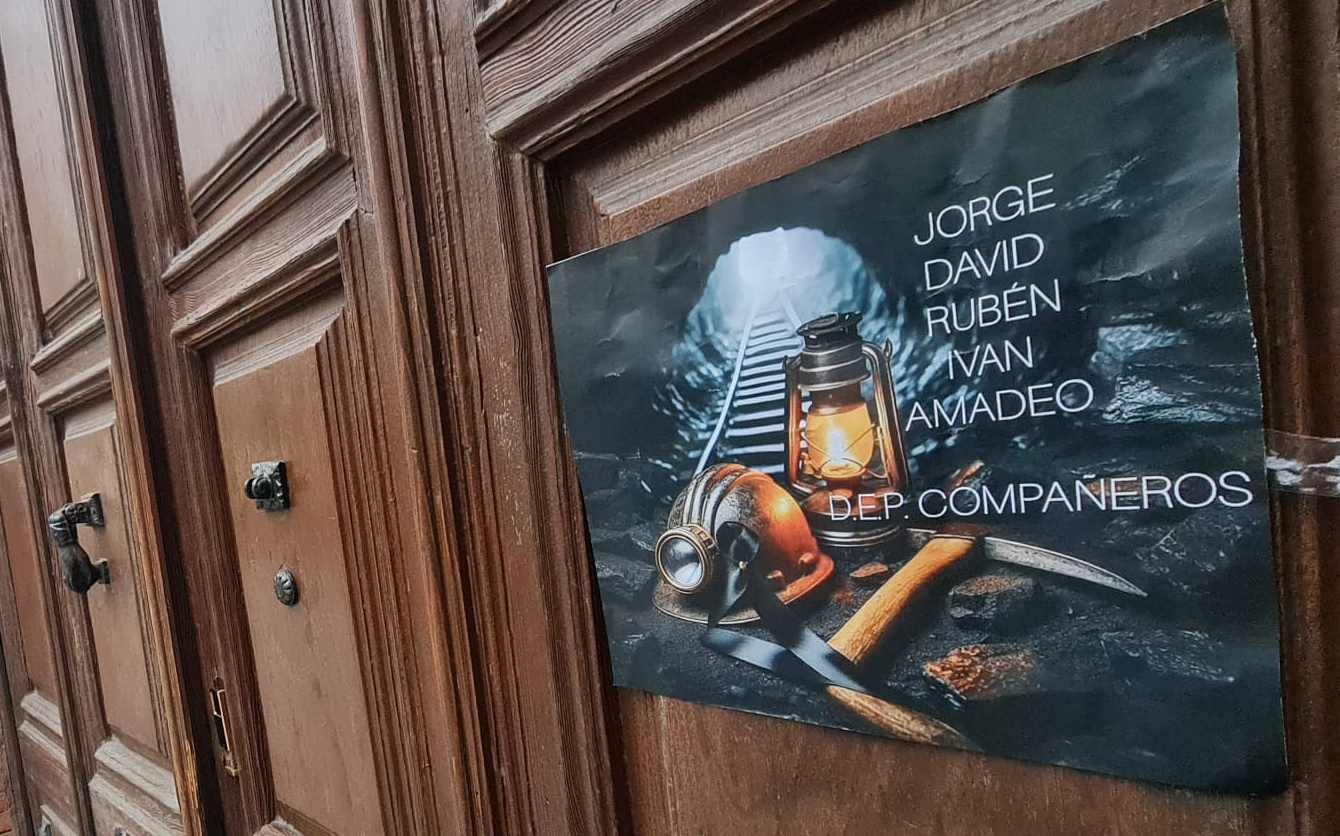 JORGE
DAVID
RUBÉN
IVAN
AMADEO
D.E.P. COMPAÑEROS